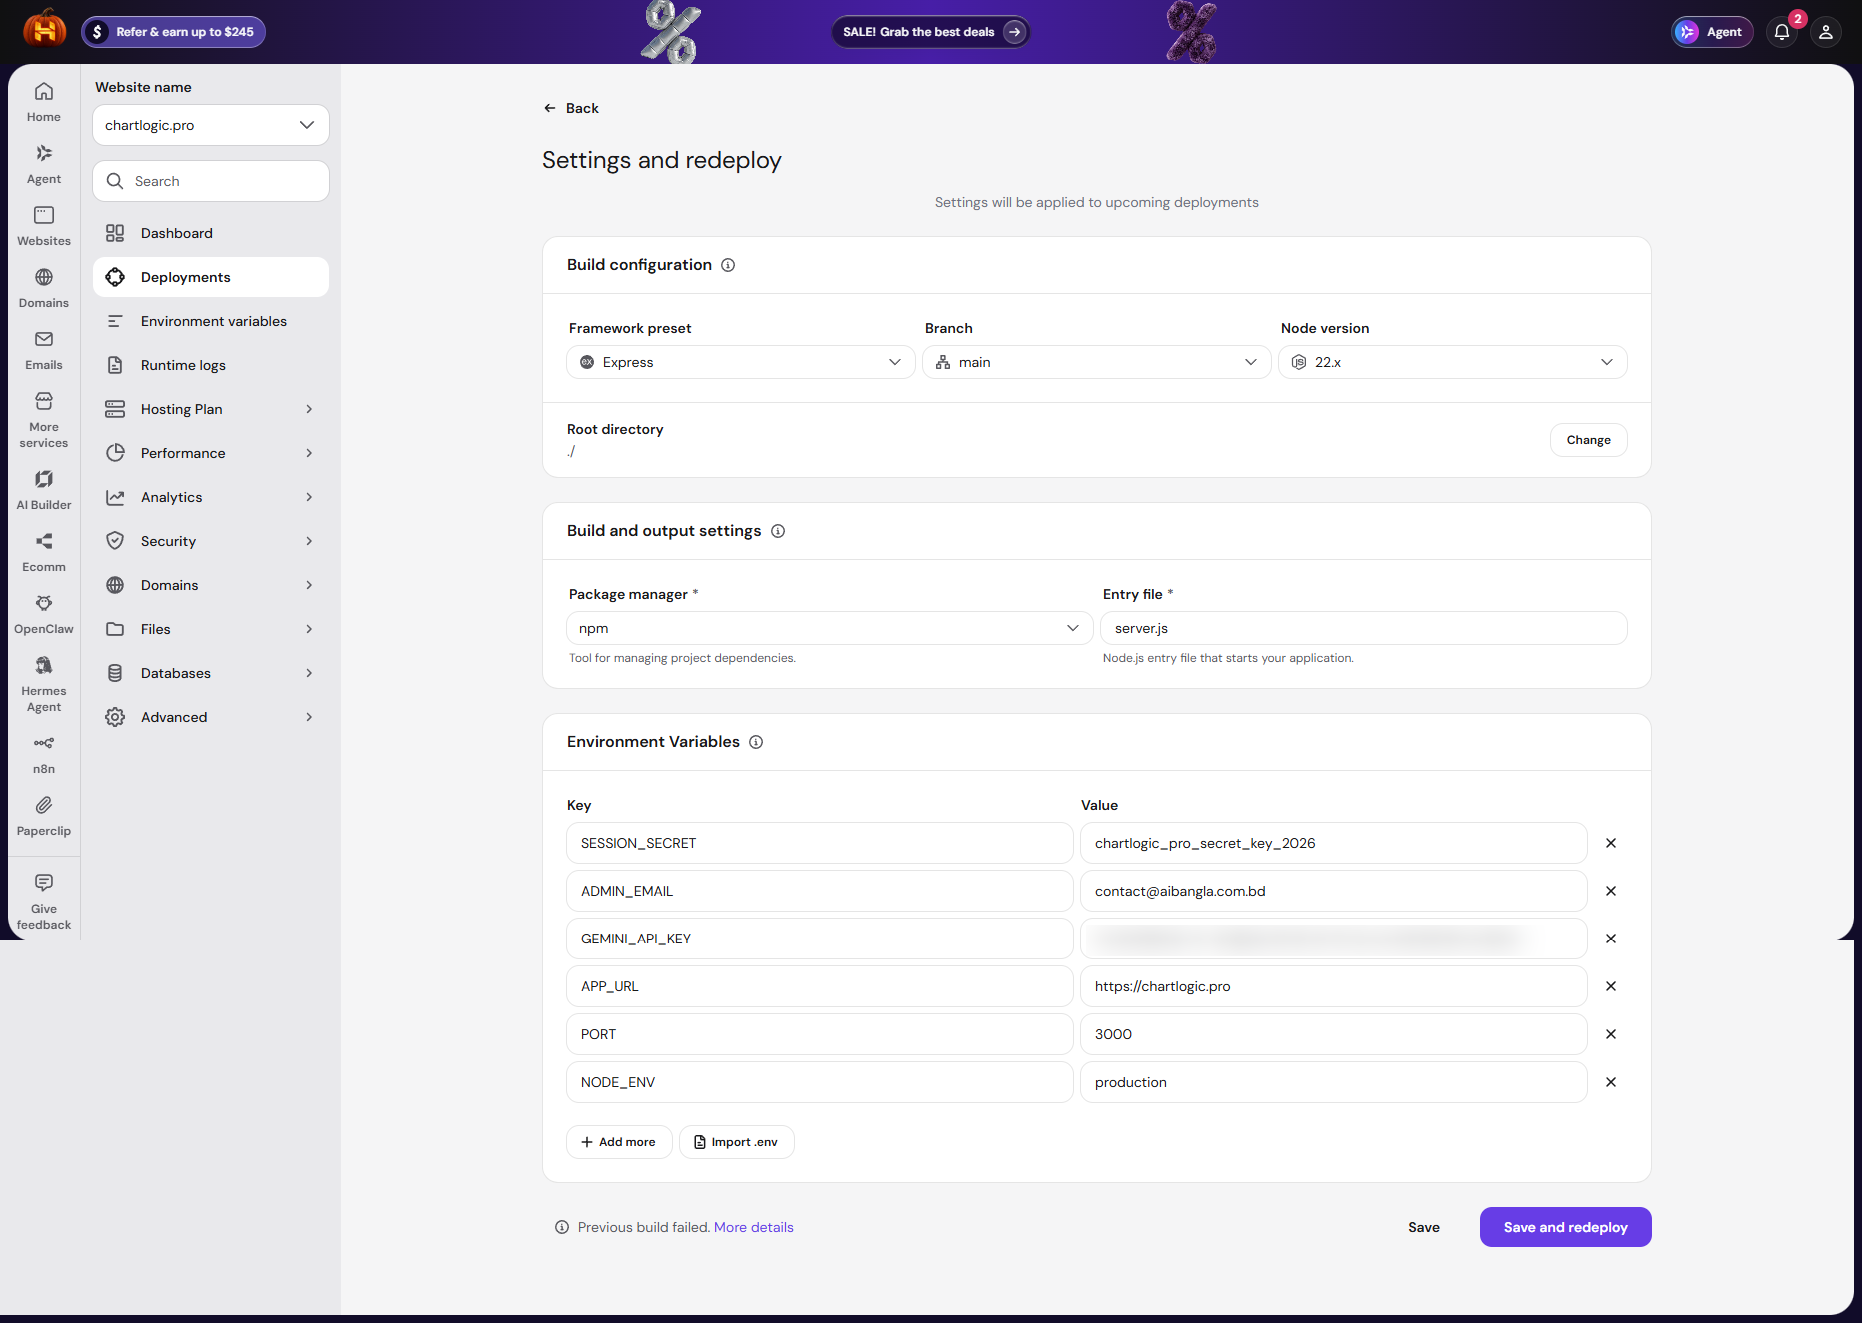 Refer & earn up to $245
SALE! Grab the best deals
Agent
2
Home
Agent
Websites
Domains
Emails
More services
AI Builder
Ecomm
OpenClaw
Hermes Agent
n8n
Paperclip
Give feedback
Website name
chartlogic.pro
Search
Dashboard
Deployments
Environment variables
Runtime logs
Hosting Plan
Performance
Analytics
Security
Domains
Files
Databases
Advanced
Back
Settings and redeploy
Settings will be applied to upcoming deployments
Build configuration
Framework preset Branch Node version
Express main 22.x
Root directory
./
Change
Build and output settings
Package manager * Entry file *
npm server.js
Tool for managing project dependencies. Node.js entry file that starts your application.
Environment Variables
Key Value
SESSION_SECRET chartlogic_pro_secret_key_2026
ADMIN_EMAIL contact@aibangla.com.bd
GEMINI_API_KEY
APP_URL https://chartlogic.pro
PORT 3000
NODE_ENV production
+ Add more Import .env
Previous build failed. More details
Save Save and redeploy